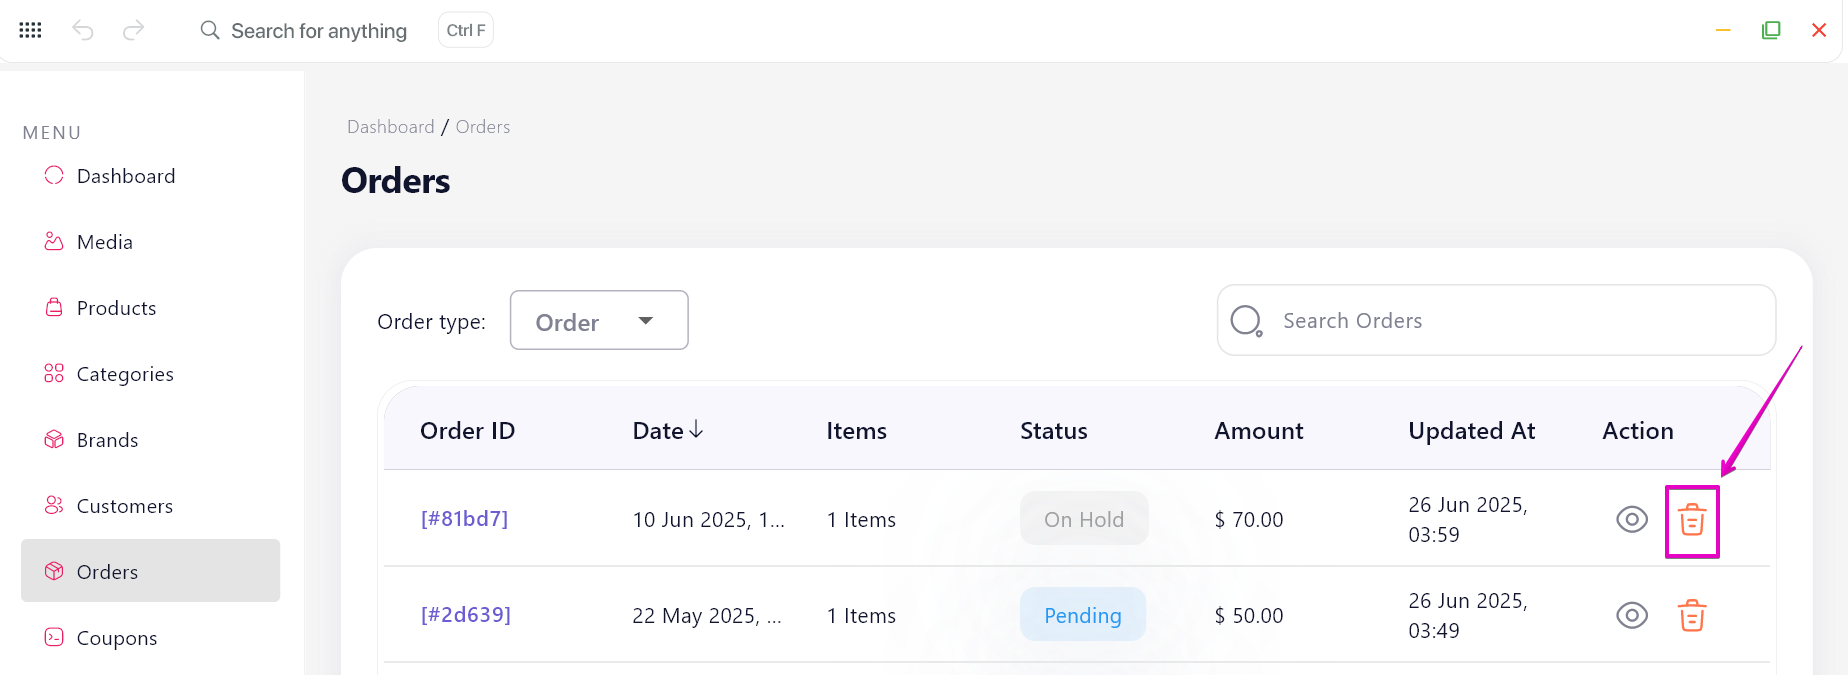 Search for anything Ctrl F
MENU
Dashboard
Media
Products
Categories
Brands
Customers
Orders
Coupons
Dashboard / Orders
Orders
Order type: Order
Search Orders
Order ID Date Items Status Amount Updated At Action
[#81bd7] 10 Jun 2025, 1... 1 Items On Hold $ 70.00 26 Jun 2025,
03:59
[#2d639] 22 May 2025, ... 1 Items Pending $ 50.00 26 Jun 2025,
03:49